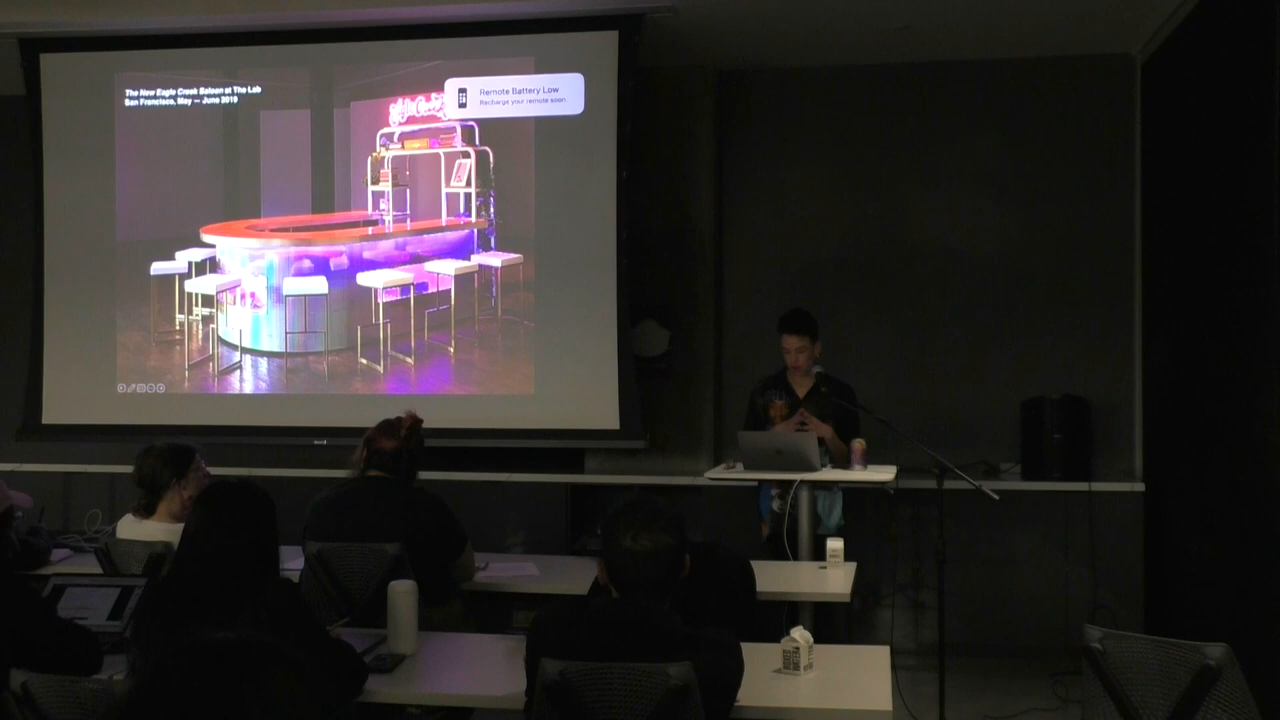 The New Eagle Creek Saloon at The Lab
San Francisco, May — June 2019
Remote Battery Low
Recharge your remote soon.